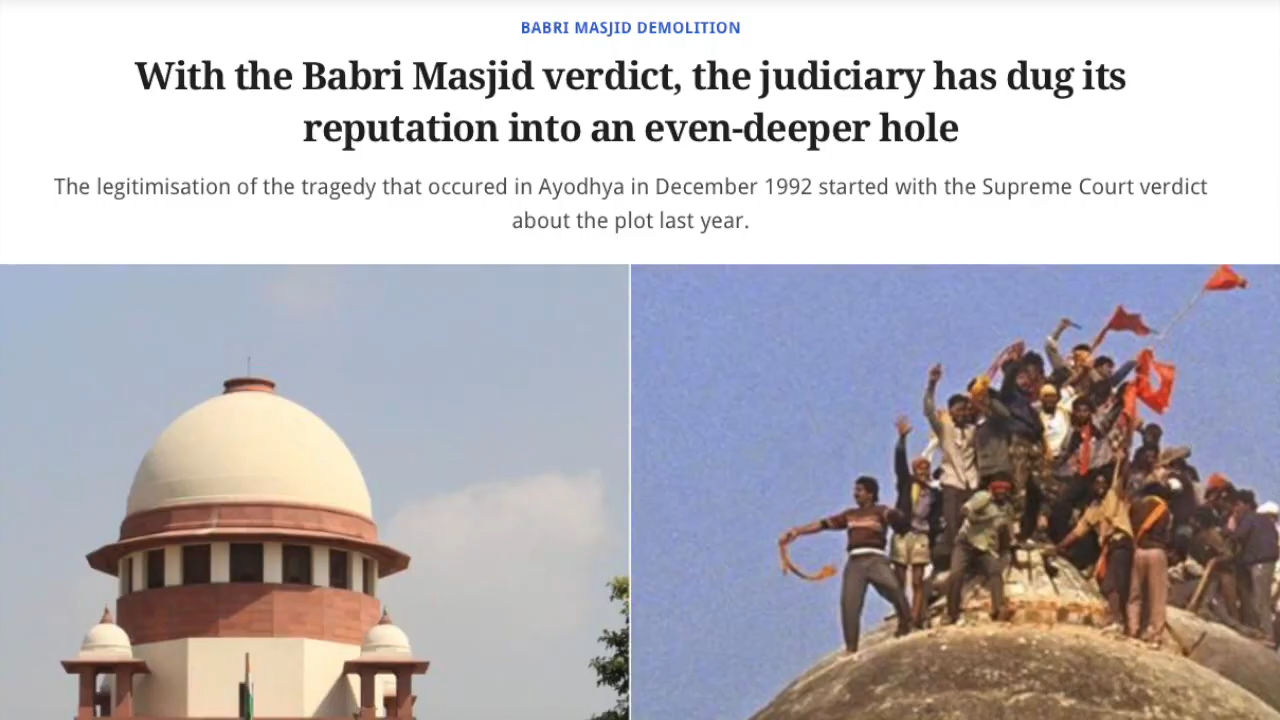 BABRI MASJID DEMOLITION
With the Babri Masjid verdict, the judiciary has dug its
reputation into an even-deeper hole
The legitimisation of the tragedy that occured in Ayodhya in December 1992 started with the Supreme Court verdict
about the plot last year.